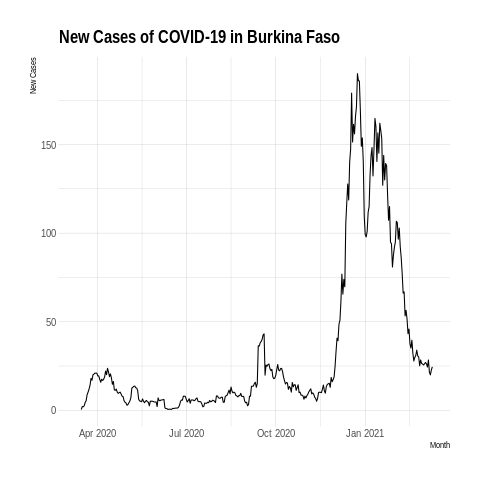 New Cases of COVID-19 in Burkina Faso
New Cases
150
100
50
0
Apr 2020 Jul 2020 Oct 2020 Jan 2021
Month